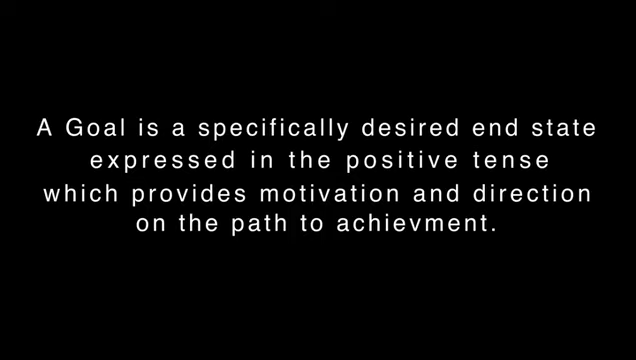 A Goal is a specifically desired end state
expressed in the positive tense
which provides motivation and direction
on the path to achievment.